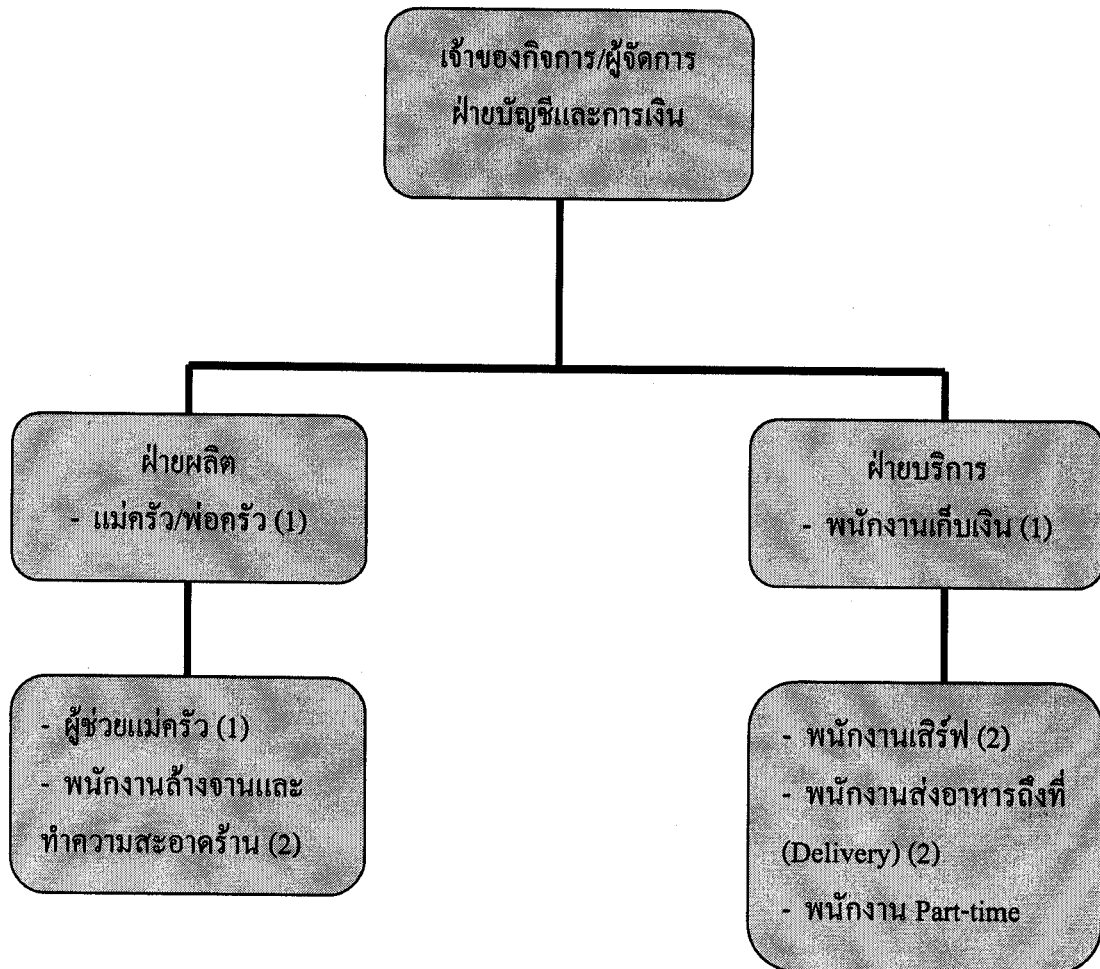 เจ้าของกิจการ/ผู้จัดการ
ฝ่ายบัญชีและการเงิน
ฝ่ายผลิต
- แม่ครัว/พ่อครัว (1)
ฝ่ายบริการ
- พนักงานเก็บเงิน (1)
- ผู้ช่วยแม่ครัว (1)
- พนักงานล้างจานและ
ทำความสะอาดร้าน (2)
- พนักงานเสิร์ฟ (2)
- พนักงานส่งอาหารถึงที่
(Delivery) (2)
- พนักงาน Part-time